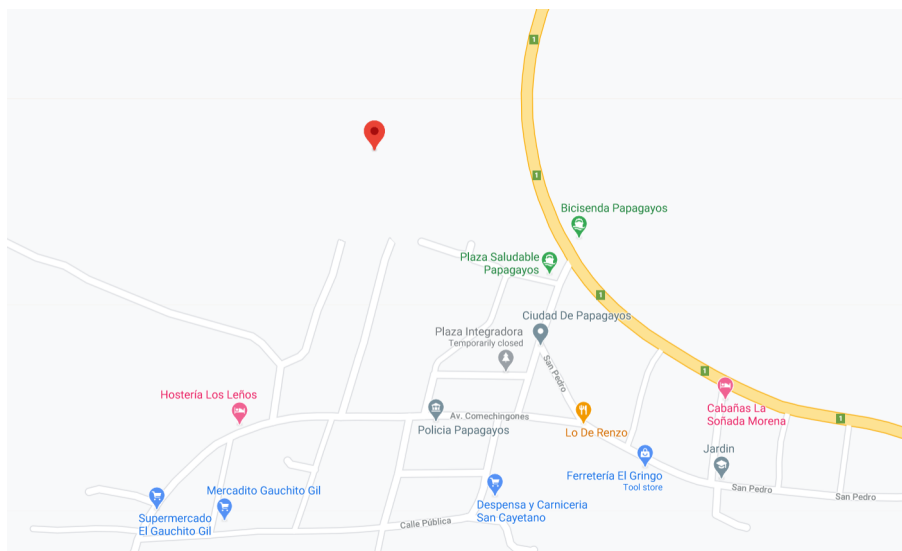 1
1
Bicisenda Papagayos
Plaza Saludable
Papagayos
1
Ciudad De Papagayos
Plaza Integradora
Temporarily closed
San Pedro
1
Hostería Los Leños
Cabañas La
Soñada Morena
1
Av. Comechingones
Policia Papagayos
Lo De Renzo
Jardin
Ferretería El Gringo
Tool store
San Pedro
San Pedro
Mercadito Gauchito Gil
Despensa y Carniceria
San Cayetano
Supermercado
El Gauchito Gil
Calle Pública